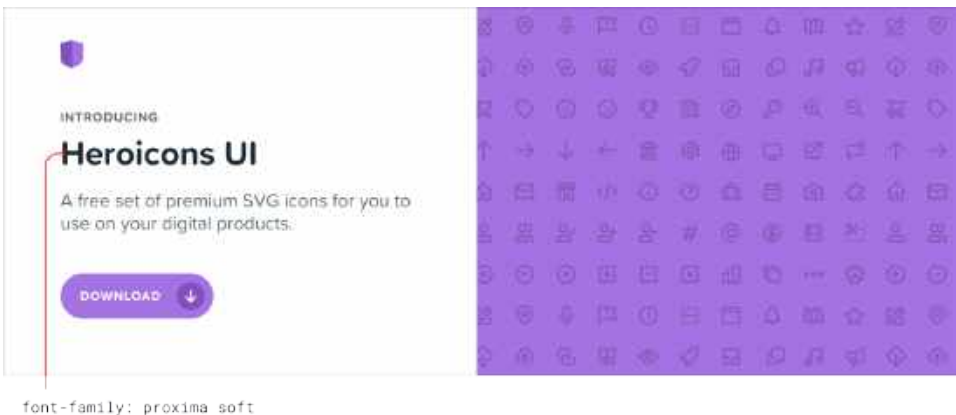 INTRODUCING
Heroicons UI
A free set of premium SVG icons for you to
use on your digital products.
DOWNLOAD
font-family: proxima soft